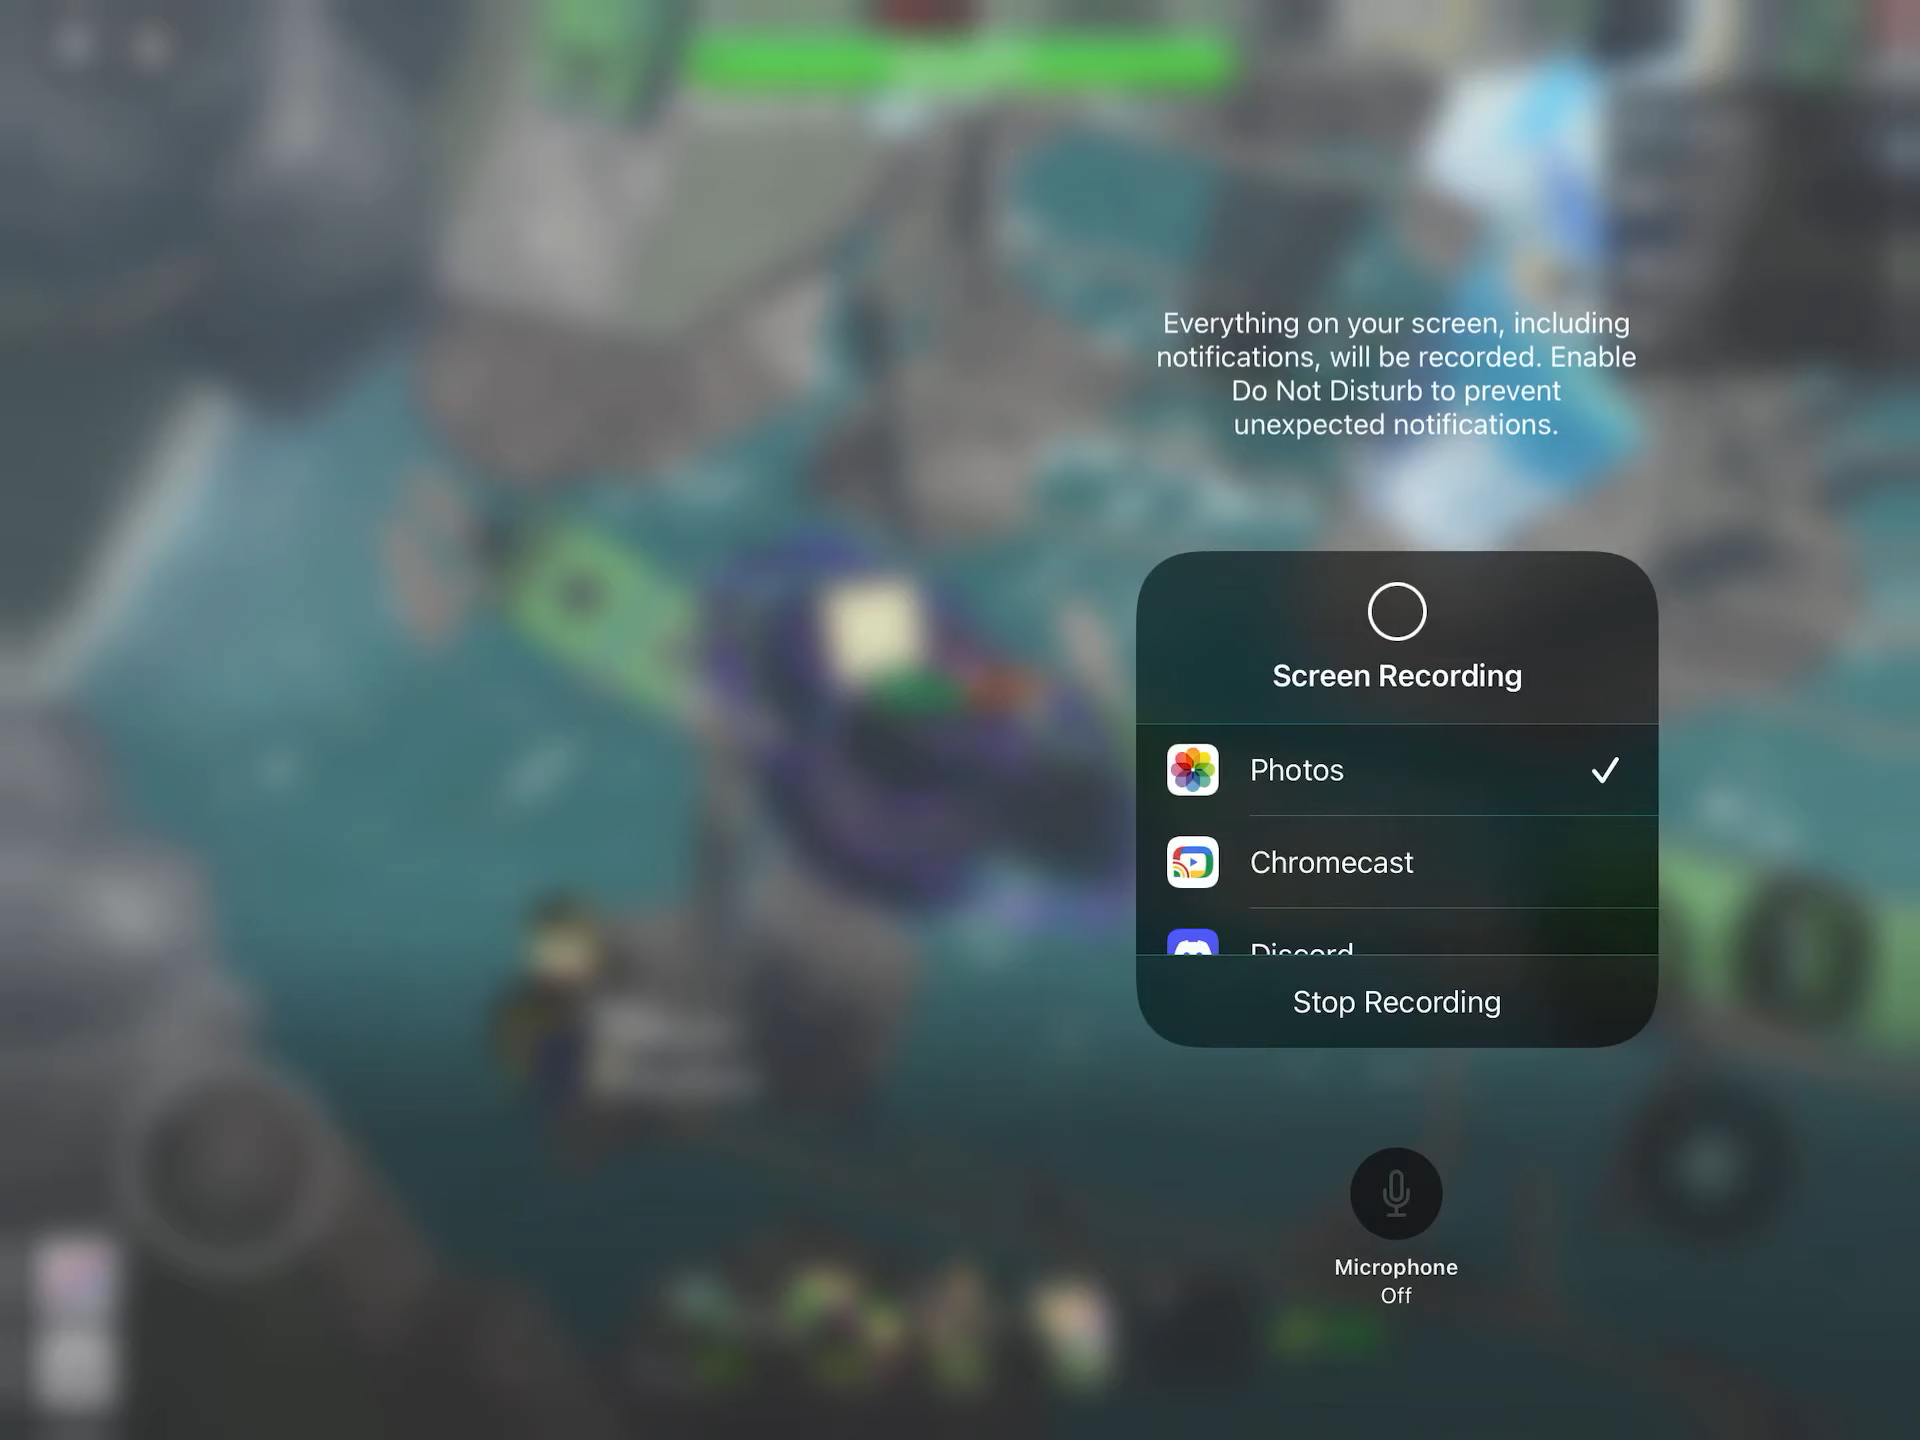 Everything on your screen, including
notifications, will be recorded. Enable
Do Not Disturb to prevent
unexpected notifications.
Screen Recording
Photos
Chromecast
Discord
Stop Recording
Microphone
Off